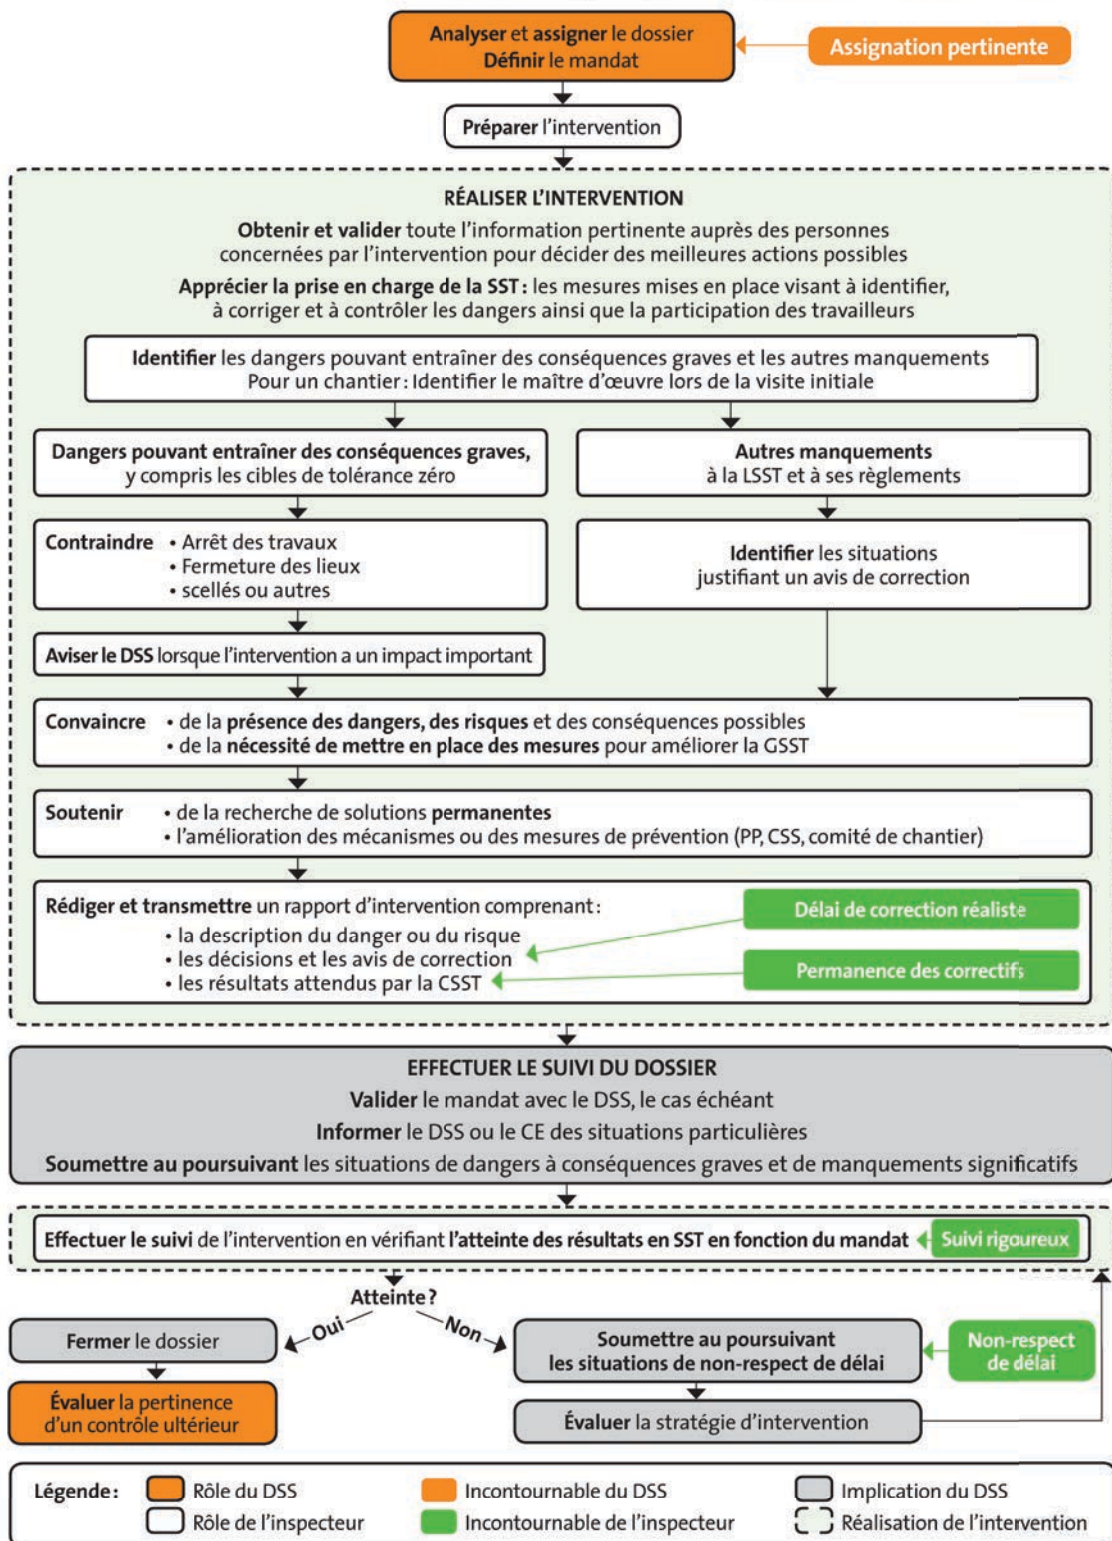 Analyser et assigner le dossier
Définir le mandat
Assignation pertinente
Préparer l'intervention
RÉALISER L'INTERVENTION
Obtenir et valider toute l'information pertinente auprès des personnes
concernées par l'intervention pour décider des meilleures actions possibles
Apprécier la prise en charge de la SST : les mesures mises en place visant à identifier,
à corriger et à contrôler les dangers ainsi que la participation des travailleurs
Identifier les dangers pouvant entraîner des conséquences graves et les autres manquements
Pour un chantier : Identifier le maître d'œuvre lors de la visite initiale
Dangers pouvant entraîner des conséquences graves,
y compris les cibles de tolérance zéro
Autres manquements
à la LSST et à ses règlements
Contraindre • Arrêt des travaux
• Fermeture des lieux
• scellés ou autres
Identifier les situations
justifiant un avis de correction
Aviser le DSS lorsque l'intervention a un impact important
Convaincre • de la présence des dangers, des risques et des conséquences possibles
• de la nécessité de mettre en place des mesures pour améliorer la GSST
Soutenir • de la recherche de solutions permanentes
• l'amélioration des mécanismes ou des mesures de prévention (PP, CSS, comité de chantier)
Rédiger et transmettre un rapport d'intervention comprenant :
• la description du danger ou du risque
• les décisions et les avis de correction
• les résultats attendus par la CSST
Délai de correction réaliste
Permanence des correctifs
EFFECTUER LE SUIVI DU DOSSIER
Valider le mandat avec le DSS, le cas échéant
Informer le DSS ou le CE des situations particulières
Soumettre au poursuivant les situations de dangers à conséquences graves et de manquements significatifs
Effectuer le suivi de l'intervention en vérifiant l'atteinte des résultats en SST en fonction du mandat
Suivi rigoureux
Atteinte ?
Oui
Non
Fermer le dossier
Évaluer la pertinence
d'un contrôle ultérieur
Soumettre au poursuivant
les situations de non-respect de délai
Non-respect
de délai
Évaluer la stratégie d'intervention
Légende :
Rôle du DSS
Incontournable du DSS
Implication du DSS
Rôle de l'inspecteur
Incontournable de l'inspecteur
Réalisation de l'intervention